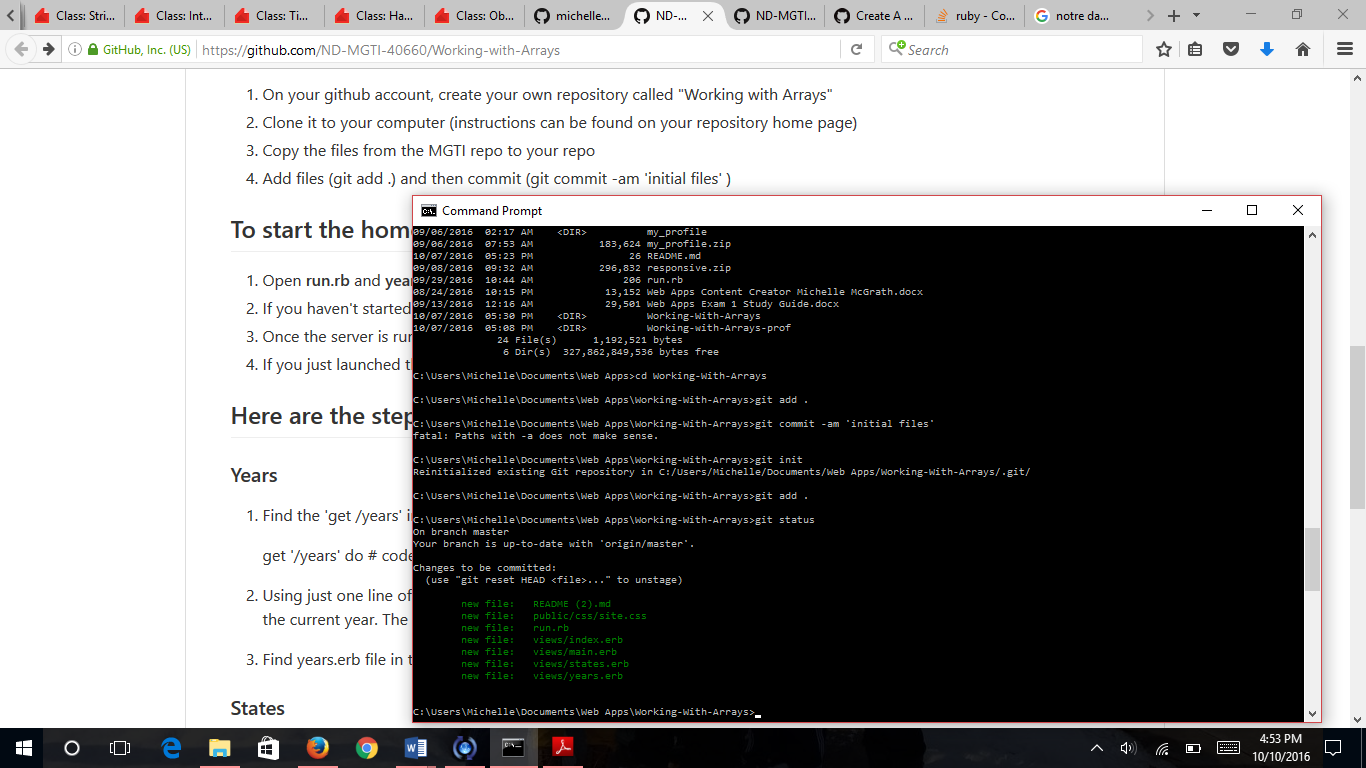 Class: Stri...
Class: Int...
Class: Ti...
Class: Ha...
Class: Ob...
michelle...
ND-...
ND-MGTI...
Create A ...
ruby - Co...
notre da...
GitHub, Inc. (US)
https://github.com/ND-MGTI-40660/Working-with-Arrays
Search
1. On your github account, create your own repository called "Working with Arrays"
2. Clone it to your computer (instructions can be found on your repository home page)
3. Copy the files from the MGTI repo to your repo
4. Add files (git add .) and then commit (git commit -am 'initial files' )
To start the hom
1. Open run.rb and yea
2. If you haven't started
3. Once the server is ru
4. If you just launched t
Here are the step
Years
1. Find the 'get /years' i
get '/years' do # code
2. Using just one line of
the current year. The
3. Find years.erb file in t
States
Command Prompt
09/06/2016 02:17 AM <DIR> my_profile
09/06/2016 07:53 AM 183,624 my_profile.zip
10/07/2016 05:23 PM 26 README.md
09/08/2016 09:32 AM 296,832 responsive.zip
09/29/2016 10:44 AM 206 run.rb
08/24/2016 10:15 PM 13,152 Web Apps Content Creator Michelle McGrath.docx
09/13/2016 12:16 AM 29,501 Web Apps Exam 1 Study Guide.docx
10/07/2016 05:30 PM <DIR> Working-With-Arrays
10/07/2016 05:08 PM <DIR> Working-with-Arrays-prof
24 File(s) 1,192,521 bytes
6 Dir(s) 327,862,849,536 bytes free
C:\Users\Michelle\Documents\Web Apps>cd Working-With-Arrays
C:\Users\Michelle\Documents\Web Apps\Working-With-Arrays>git add .
C:\Users\Michelle\Documents\Web Apps\Working-With-Arrays>git commit -am 'initial files'
fatal: Paths with -a does not make sense.
C:\Users\Michelle\Documents\Web Apps\Working-With-Arrays>git init
Reinitialized existing Git repository in C:/Users/Michelle/Documents/Web Apps/Working-With-Arrays/.git/
C:\Users\Michelle\Documents\Web Apps\Working-With-Arrays>git add .
C:\Users\Michelle\Documents\Web Apps\Working-With-Arrays>git status
On branch master
Your branch is up-to-date with 'origin/master'.
Changes to be committed:
(use "git reset HEAD <file>..." to unstage)
new file: README (2).md
new file: public/css/site.css
new file: run.rb
new file: views/index.erb
new file: views/main.erb
new file: views/states.erb
new file: views/years.erb
C:\Users\Michelle\Documents\Web Apps\Working-With-Arrays>
4:53 PM
10/10/2016